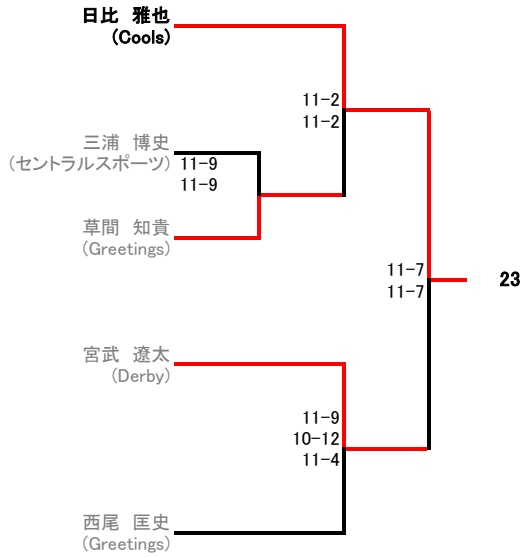 日比　雅也
(Cools)
11-2
11-2
三浦　博史
(セントラルスポーツ)
11-9
11-9
草間　知貴
(Greetings)
11-7
11-7
23
宮武　遼太
(Derby)
11-9
10-12
11-4
西尾　匡史
(Greetings)